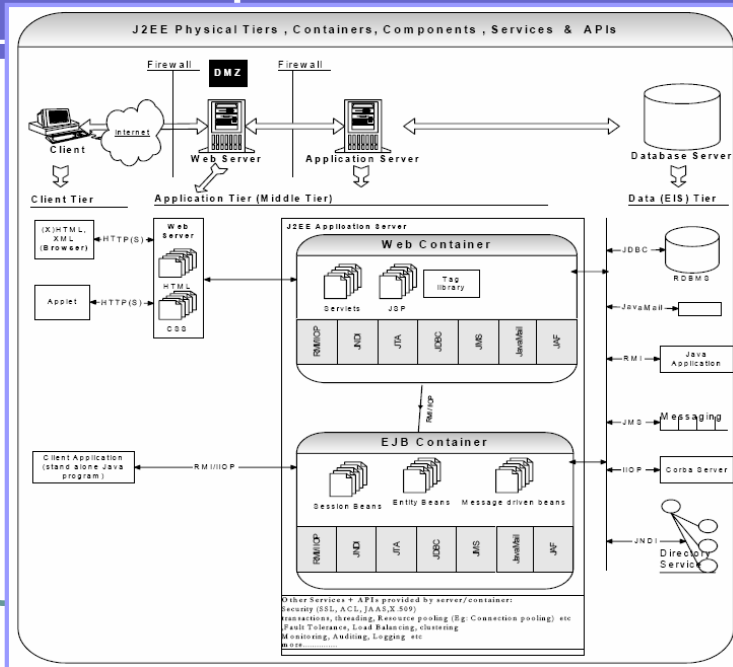 J2EE Physical Tiers , Containers, Components , Services & APIs
Firewall
DMZ
Firewall
Internet
Client
Web Server
Application Server
Database Server
Client Tier
Application Tier (Middle Tier)
Data (EIS) Tier
(X)HTML,
XML
(Browser)
HTTP(S)
Web
Server
HTML
CSS
Applet
HTTP(S)
J2EE Application Server
Web Container
Servlets
JSP
Tag
library
RMI/IOP
JNDI
JTA
JDBC
JMS
JavaMail
JAF
RMI/IOP
EJB Container
Session Beans
Entity Beans
Message driven beans
RMI/IOP
JNDI
JTA
JDBC
JMS
JavaMail
JAF
Client Application
(stand alone Java
program)
RMI/IIOP
JDBC
RDBMS
JavaMail
RMI
Java
Application
JMS
Messaging
IIOP
Corba Server
JNDI
Directory
Service
Other Services + APIs provided by server/container:
Security (SSL, ACL, JAAS,X.509)
transactions, threading, Resource pooling (Eg: Connection pooling) etc
,Fault Tolerance, Load Balancing, clustering
Monitoring, Auditing, Logging etc
more..............